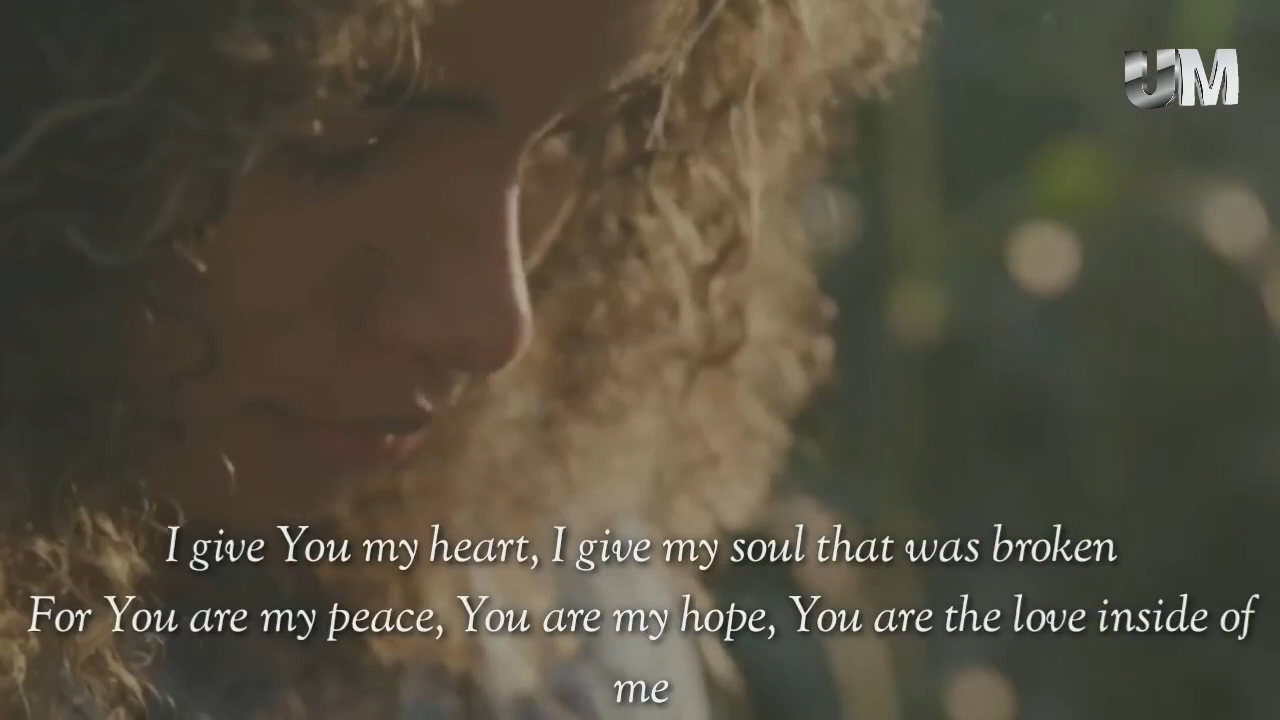 UM
I give You my heart, I give my soul that was broken
For You are my peace, You are my hope, You are the love inside of
me